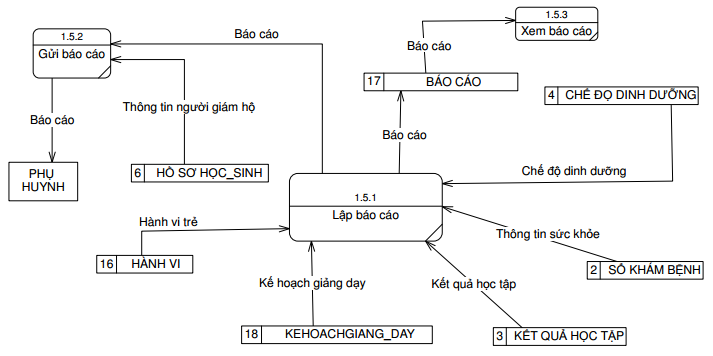 1.5.3
Xem báo cáo
1.5.2
Gửi báo cáo
Báo cáo
Báo cáo
17 BÁO CÁO
4 CHẾ ĐỘ DINH DƯỠNG
Thông tin người giám hộ
Báo cáo
Báo cáo
PHỤ
HUYNH
6 HỒ SƠ HỌC_SINH
Chế độ dinh dưỡng
1.5.1
Lập báo cáo
Hành vi trẻ
Thông tin sức khỏe
16 HÀNH VI
2 SỔ KHÁM BỆNH
Kế hoạch giảng dạy
Kết quả học tập
18 KEHOACHGIANG_DAY
3 KẾT QUẢ HỌC TẬP